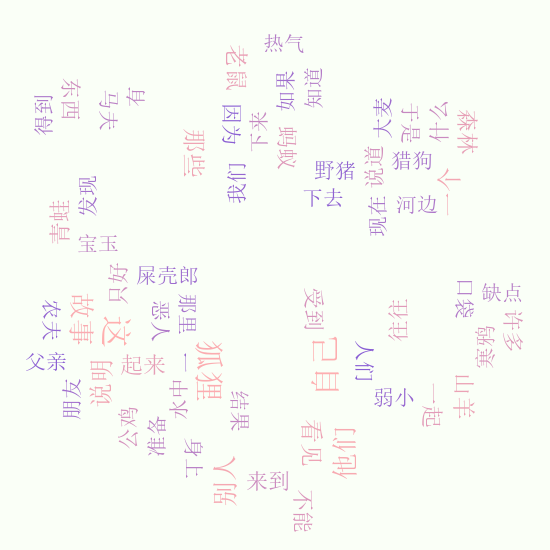 热气
老鼠
如果
知道
东西
觉得
马夫
身
因为
下来
蚂蚁
大麦
于是
什么
森林
那些
我们
野猪
说道
猎狗
一个
下去
现在
河边
发现
青蛙
宝玉
只好
屎壳郎
农夫
故事
这
恶人
那里
受到
往往
口袋
缺点
许多
鹡鸰
父亲
说明
起来
一
狐狸
自己
人们
朋友
水中
结果
弱小
一起
山羊
公鸡
准备
身上
看见
他们
别人
来到
不能